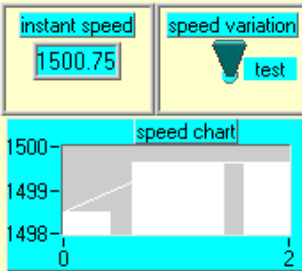 instant speed
speed variation
1500.75
test
speed chart
1500
1499
1498
0
2